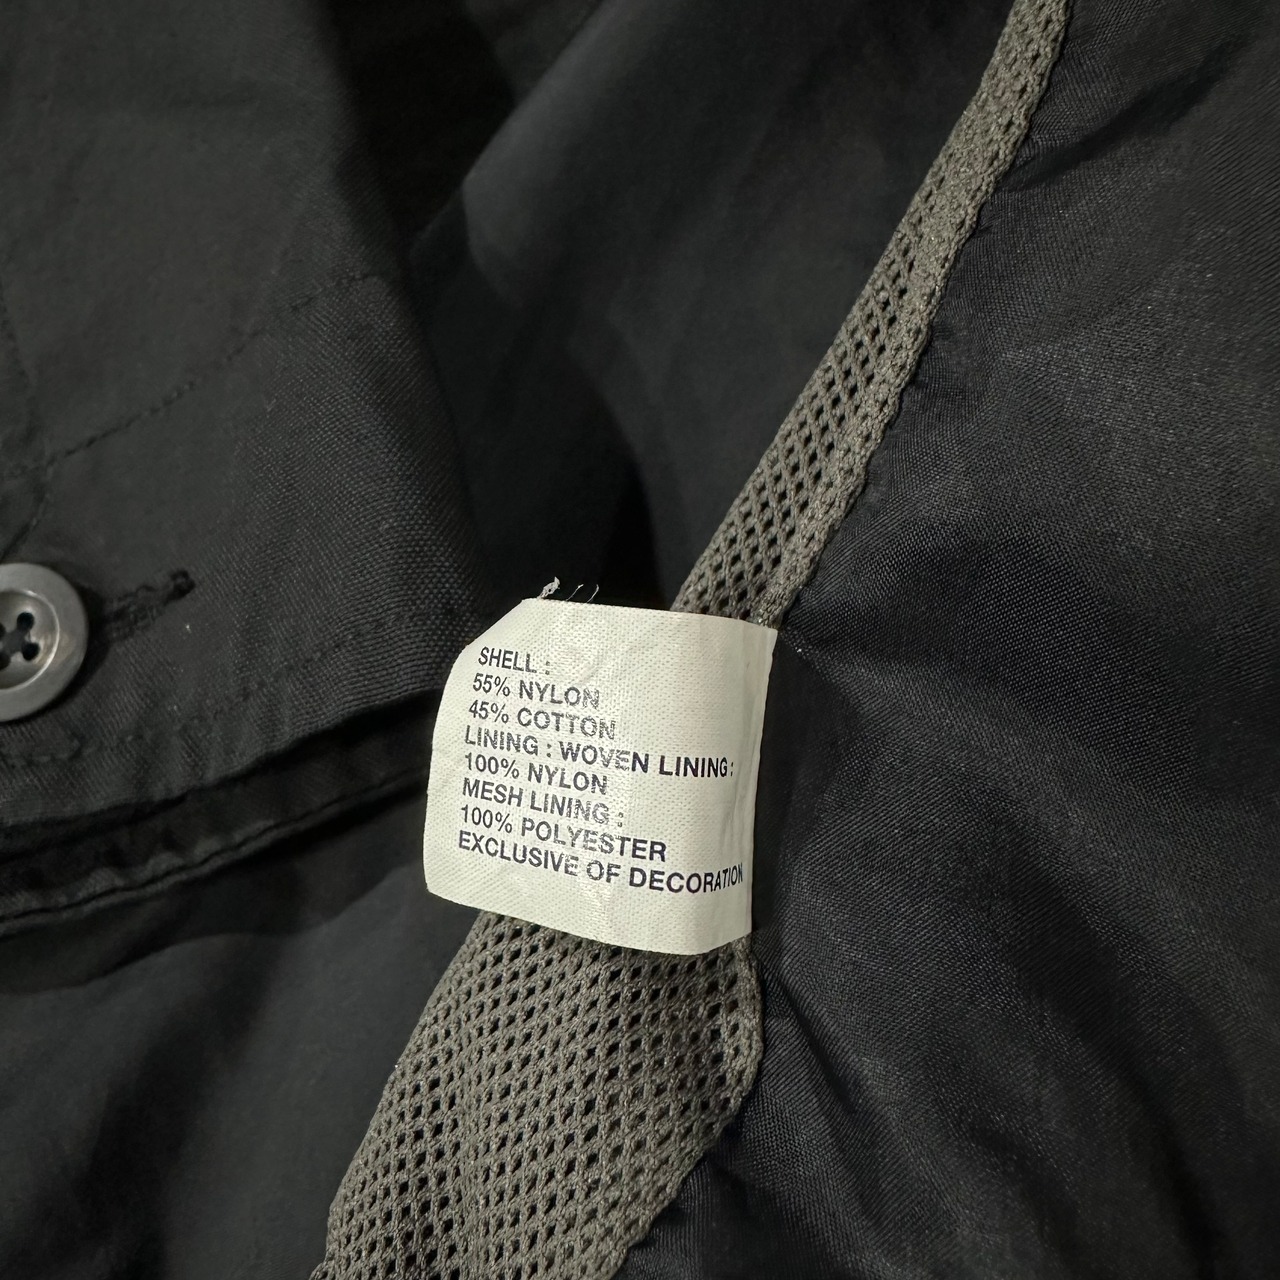 SHELL :
55% NYLON
45% COTTON
LINING : WOVEN LINING :
100% NYLON
MESH LINING :
100% POLYESTER
EXCLUSIVE OF DECORATION